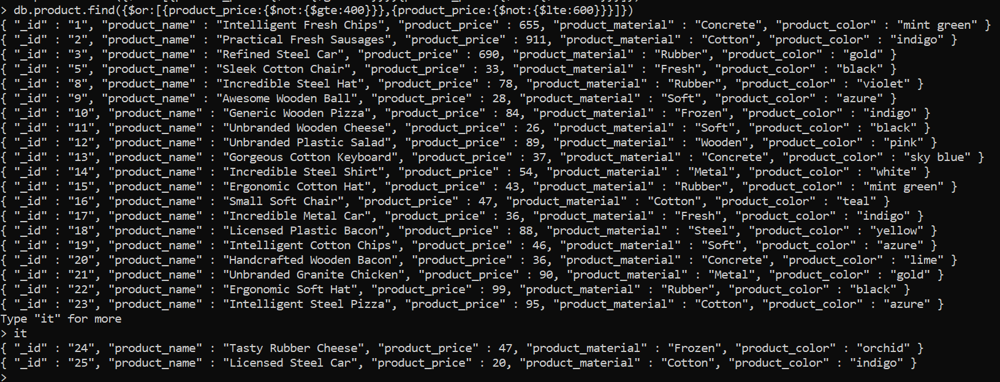 > db.product.find({$or:[{product_price:{$not:{$gte:400}}},{product_price:{$not:{$lte:600}}}]})
{ "_id" : "1", "product_name" : "Intelligent Fresh Chips", "product_price" : 655, "product_material" : "Concrete", "product_color" : "mint green" }
{ "_id" : "2", "product_name" : "Practical Fresh Sausages", "product_price" : 911, "product_material" : "Cotton", "product_color" : "indigo" }
{ "_id" : "3", "product_name" : "Refined Steel Car", "product_price" : 690, "product_material" : "Rubber", "product_color" : "gold" }
{ "_id" : "5", "product_name" : "Sleek Cotton Chair", "product_price" : 33, "product_material" : "Fresh", "product_color" : "black" }
{ "_id" : "8", "product_name" : "Incredible Steel Hat", "product_price" : 78, "product_material" : "Rubber", "product_color" : "violet" }
{ "_id" : "9", "product_name" : "Awesome Wooden Ball", "product_price" : 28, "product_material" : "Soft", "product_color" : "azure" }
{ "_id" : "10", "product_name" : "Generic Wooden Pizza", "product_price" : 84, "product_material" : "Frozen", "product_color" : "indigo" }
{ "_id" : "11", "product_name" : "Unbranded Wooden Cheese", "product_price" : 26, "product_material" : "Soft", "product_color" : "black" }
{ "_id" : "12", "product_name" : "Unbranded Plastic Salad", "product_price" : 89, "product_material" : "Wooden", "product_color" : "pink" }
{ "_id" : "13", "product_name" : "Gorgeous Cotton Keyboard", "product_price" : 37, "product_material" : "Concrete", "product_color" : "sky blue" }
{ "_id" : "14", "product_name" : "Incredible Steel Shirt", "product_price" : 54, "product_material" : "Metal", "product_color" : "white" }
{ "_id" : "15", "product_name" : "Ergonomic Cotton Hat", "product_price" : 43, "product_material" : "Rubber", "product_color" : "mint green" }
{ "_id" : "16", "product_name" : "Small Soft Chair", "product_price" : 47, "product_material" : "Cotton", "product_color" : "teal" }
{ "_id" : "17", "product_name" : "Incredible Metal Car", "product_price" : 36, "product_material" : "Fresh", "product_color" : "indigo" }
{ "_id" : "18", "product_name" : "Licensed Plastic Bacon", "product_price" : 88, "product_material" : "Steel", "product_color" : "yellow" }
{ "_id" : "19", "product_name" : "Intelligent Cotton Chips", "product_price" : 46, "product_material" : "Soft", "product_color" : "azure" }
{ "_id" : "20", "product_name" : "Handcrafted Wooden Bacon", "product_price" : 36, "product_material" : "Concrete", "product_color" : "lime" }
{ "_id" : "21", "product_name" : "Unbranded Granite Chicken", "product_price" : 90, "product_material" : "Metal", "product_color" : "gold" }
{ "_id" : "22", "product_name" : "Ergonomic Soft Hat", "product_price" : 99, "product_material" : "Rubber", "product_color" : "black" }
{ "_id" : "23", "product_name" : "Intelligent Steel Pizza", "product_price" : 95, "product_material" : "Cotton", "product_color" : "azure" }
Type "it" for more
> it
{ "_id" : "24", "product_name" : "Tasty Rubber Cheese", "product_price" : 47, "product_material" : "Frozen", "product_color" : "orchid" }
{ "_id" : "25", "product_name" : "Licensed Steel Car", "product_price" : 20, "product_material" : "Cotton", "product_color" : "indigo" }
>